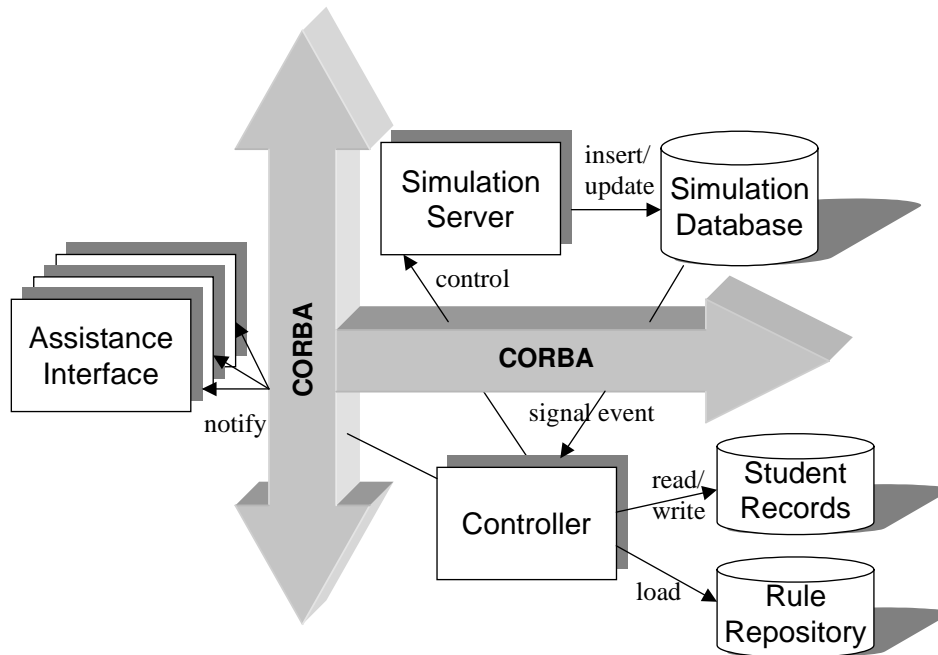 Simulation
Server
insert/
update
Simulation
Database
control
CORBA
CORBA
Assistance
Interface
notify
signal event
Controller
read/
write
Student
Records
load
Rule
Repository